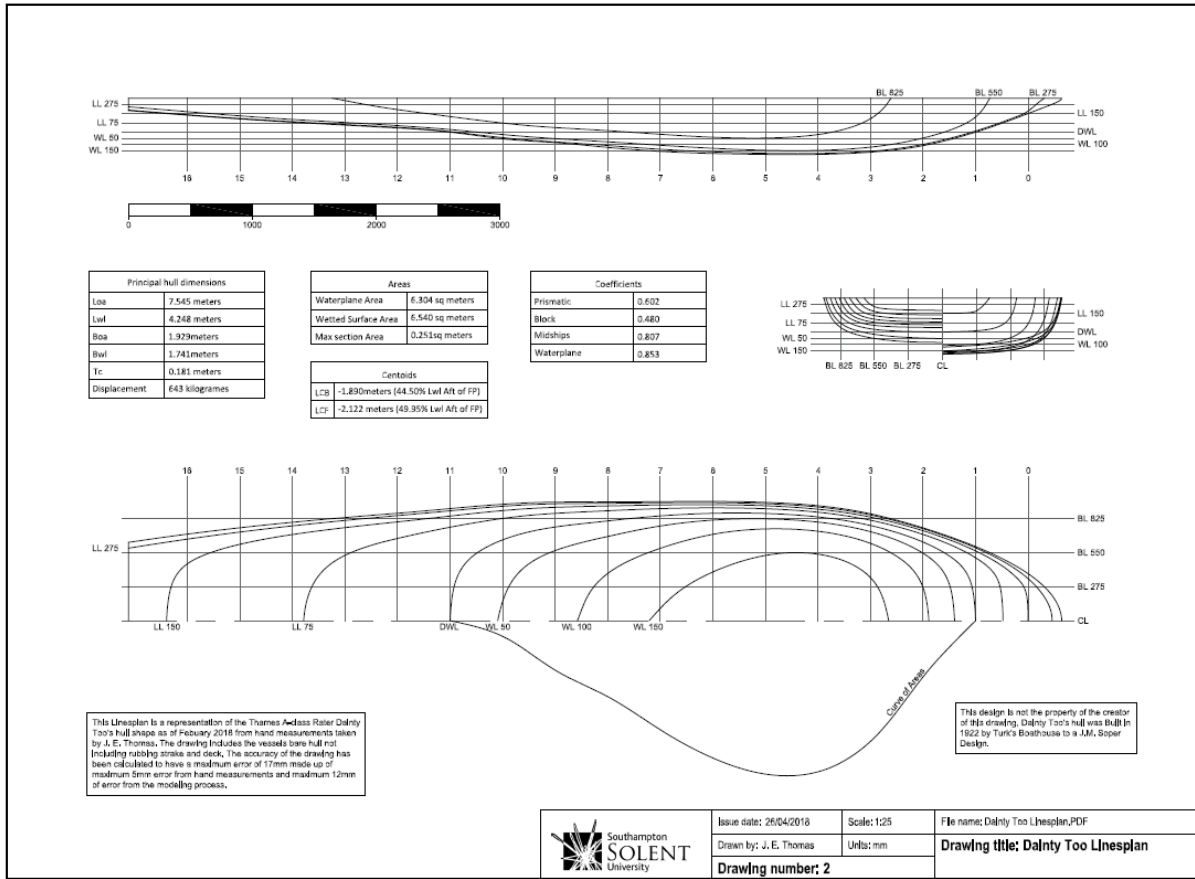 BL 825 BL 550 BL 275
LL 275
LL 150
LL 75
DWL
WL 50
WL 100
WL 150
16 15 14 13 12 11 10 9 8 7 6 5 4 3 2 1 0
0 1000 2000 3000
Principal hull dimensions
Loa 7.545 meters
Lwl 4.248 meters
Boa 1.929meters
Bwl 1.741meters
Tc 0.181 meters
Displacement 643 kilogrames
Areas
Waterplane Area 6.304 sq meters
Wetted Surface Area 6.540 sq meters
Max section Area 0.251sq meters
Centoids
LCB -1.890meters (44.50% Lwl Aft of FP)
LCF -2.122 meters (49.95% Lwl Aft of FP)
Coefficients
Prismatic 0.602
Block 0.480
Midships 0.807
Waterplane 0.853
LL 275
LL 150
LL 75
DWL
WL 50
WL 100
WL 150
BL 825 BL 550 BL 275 CL
16 15 14 13 12 11 10 9 8 7 6 5 4 3 2 1 0
BL 825
LL 275
BL 550
BL 275
CL
LL 150 LL 75 DWL WL 50 WL 100 WL 150
Curve of Areas
This Linesplan is a representation of the Thames A-class Rater Dainty
Too's hull shape as of Febuary 2018 from hand measurements taken
by J. E. Thomas. The drawing includes the vessels bare hull not
including rubbing strake and deck. The accuracy of the drawing has
been calculated to have a maximum error of 17mm made up of
maximum 5mm error from hand measurements and maximum 12mm
of error from the modeling process.
This design is not the property of the creator
of this drawing. Dainty Too's hull was Built in
1922 by Turk's Boathouse to a J.M. Soper
Design.
Southampton
SOLENT
University
Issue date: 26/04/2018
Scale: 1:25
File name: Dainty Too Linesplan.PDF
Drawn by: J. E. Thomas
Units: mm
Drawing title: Dainty Too Linesplan
Drawing number: 2